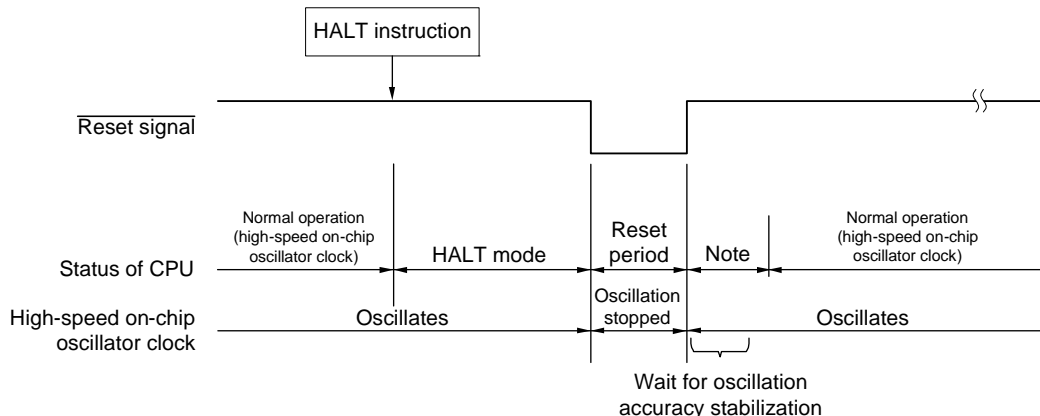 HALT instruction
Reset signal
Normal operation
(high-speed on-chip
oscillator clock)
HALT mode
Reset
period
Note
Normal operation
(high-speed on-chip
oscillator clock)
Status of CPU
High-speed on-chip
oscillator clock
Oscillates
Oscillation
stopped
Oscillates
Wait for oscillation
accuracy stabilization